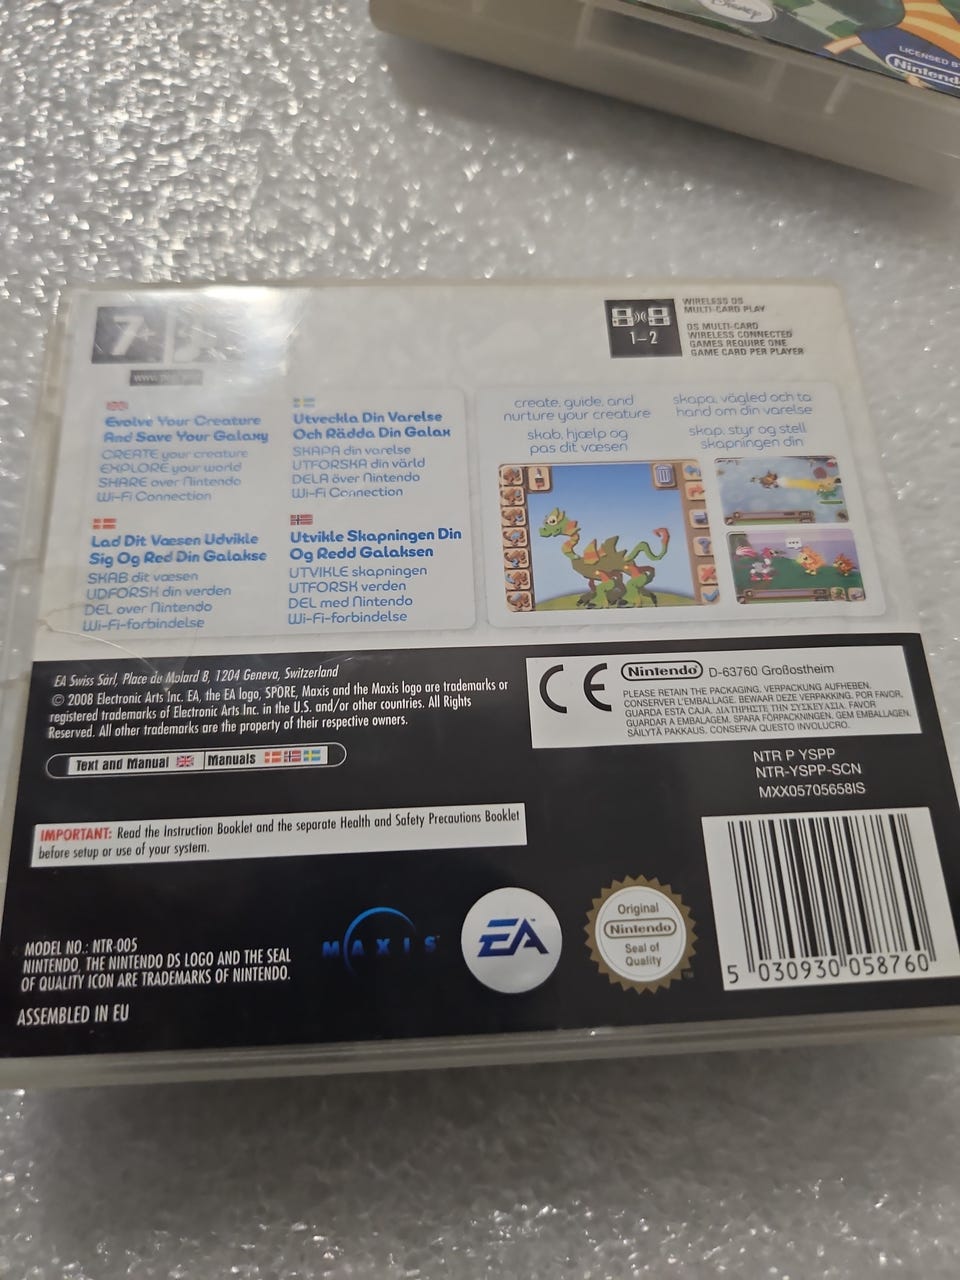 Disney
LICENSED
Nintendo
7+
WIRELESS DS
MULTI-CARD PLAY
1-2
DS MULTI-CARD
WIRELESS CONNECTED
GAMES REQUIRE ONE
GAME CARD PER PLAYER
Evolve Your Creature
And Save Your Galaxy
CREATE your creature
EXPLORE your world
SHARE over Nintendo
Wi-Fi Connection
Utveckla Din Varelse
Och Rädda Din Galax
SKAPA din varelse
UTFORSKA din värld
DELA över Nintendo
Wi-Fi Connection
Lad Dit Væsen Udvikle
Sig Og Red Din Galakse
SKAB dit væsen
UDFORSK din verden
DEL over Nintendo
Wi-Fi-forbindelse
Utvikle Skapningen Din
Og Redd Galaksen
UTVIKLE skapningen
UTFORSK verden
DEL med Nintendo
Wi-Fi-forbindelse
create, guide, and
nurture your creature
skapa, vägled och ta
hand om din varelse
skab, hjælp og
pas dit væsen
skap, styr og stell
skapningen din
EA Swiss Sàrl, Place du Molard 8, 1204 Geneva, Switzerland
© 2008 Electronic Arts Inc. EA, the EA logo, SPORE, Maxis and the Maxis logo are trademarks or
registered trademarks of Electronic Arts Inc. in the U.S. and/or other countries. All Rights
Reserved. All other trademarks are the property of their respective owners.
Text and Manual
Manuals
CE
Nintendo D-63760 Großostheim
PLEASE RETAIN THE PACKAGING. VERPACKUNG AUFHEBEN.
CONSERVER L'EMBALLAGE. BEWAAR DEZE VERPAKKING. POR FAVOR,
GUARDA ESTA CAJA. ΔΙΑΤΗΡΗΣΤΕ ΤΗΝ ΣΥΣΚΕΥΑΣΙΑ. FAVOR
GUARDAR A EMBALAGEM. SPARA FÖRPACKNINGEN. GEM EMBALLAGEN.
SÄILYTÄ PAKKAUS. CONSERVA QUESTO INVOLUCRO.
NTR P YSPP
NTR-YSPP-SCN
MXX05705658IS
IMPORTANT: Read the Instruction Booklet and the separate Health and Safety Precautions Booklet
before setup or use of your system.
MODEL NO.: NTR-005
NINTENDO, THE NINTENDO DS LOGO AND THE SEAL
OF QUALITY ICON ARE TRADEMARKS OF NINTENDO.
ASSEMBLED IN EU
MAXIS
EA
Original
Nintendo
Seal of
Quality
5 030930 058760